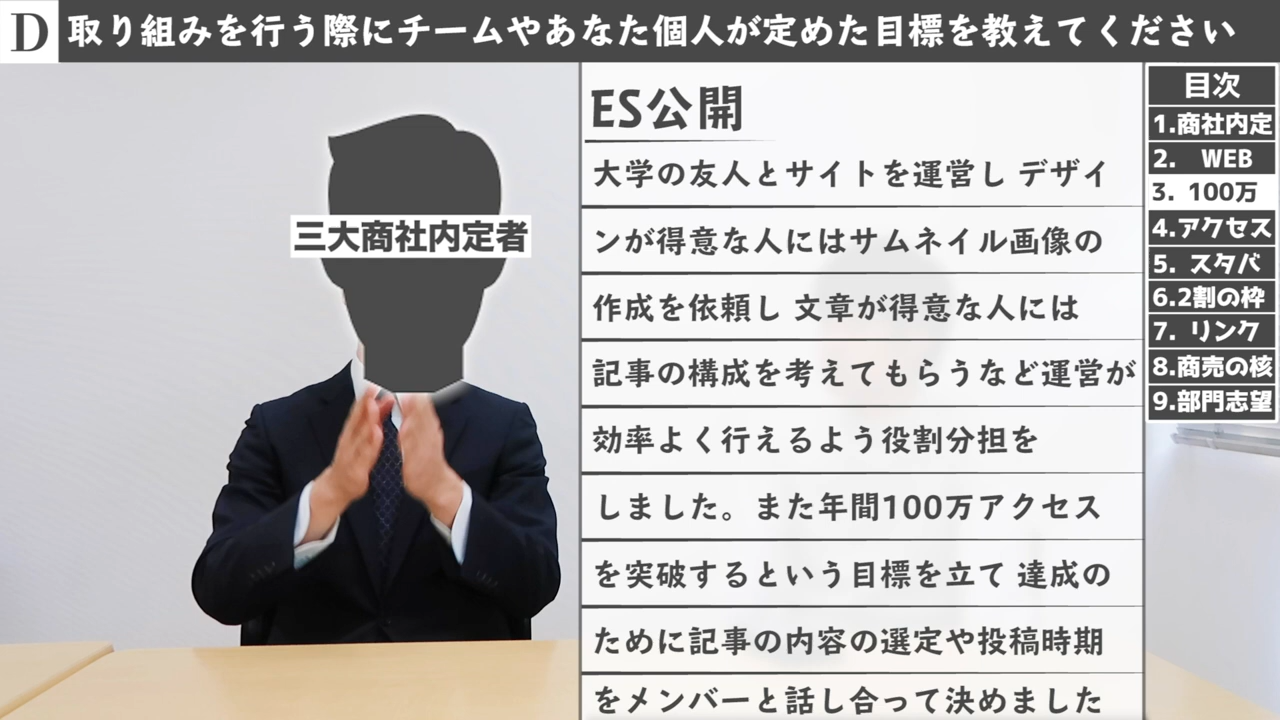 D 取り組みを行う際にチームやあなた個人が定めた目標を教えてください
三大商社内定者
ES公開
大学の友人とサイトを運営し デザイ
ンが得意な人にはサムネイル画像の
作成を依頼し 文章が得意な人には
記事の構成を考えてもらうなど運営が
効率よく行えるよう役割分担を
しました。また年間100万アクセス
を突破するという目標を立て 達成の
ために記事の内容の選定や投稿時期
をメンバーと話し合って決めました
目次
1.商社内定
2. WEB
3. 100万
4.アクセス
5. スタバ
6.2割の枠
7. リンク
8.商売の核
9.部門志望